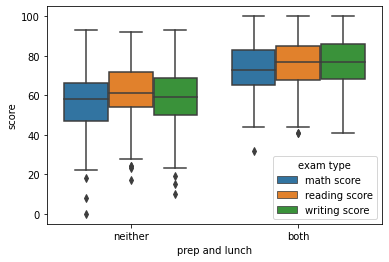 100
80
60
40
20
0
score
neither
both
prep and lunch
exam type
math score
reading score
writing score